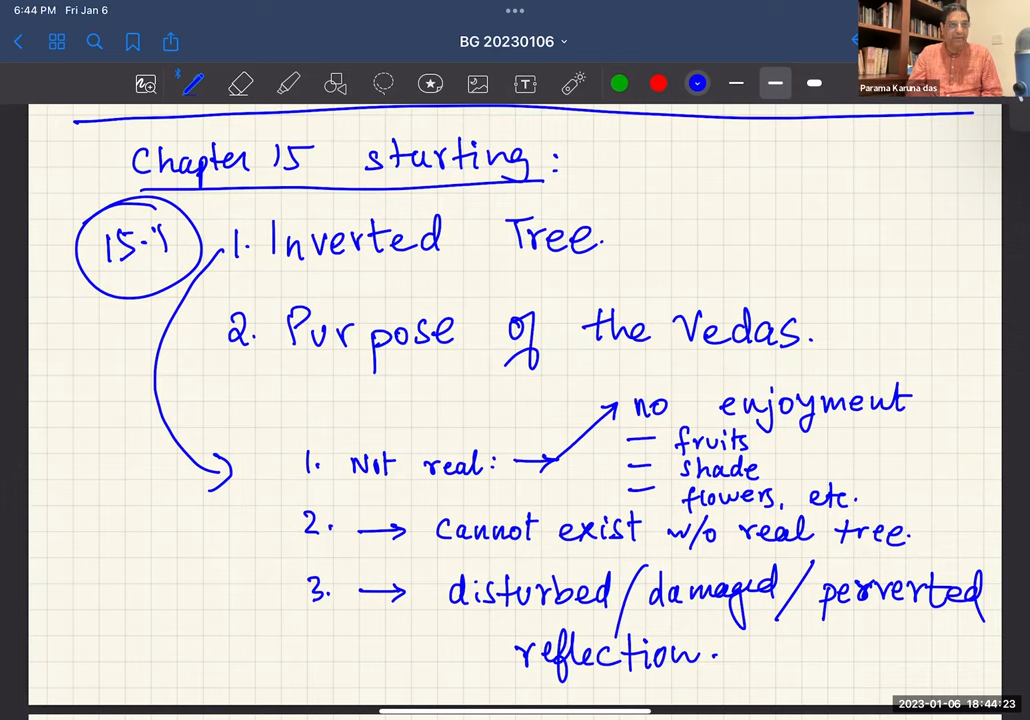 6:44 PM Fri Jan 6
BG 20230106
T
Parama Karuna das
Chapter 15 starting:
15.1
1. Inverted Tree.
2. Purpose of the Vedas.
1. Not real: → no enjoyment
— fruits
— shade
— flowers, etc.
2. → cannot exist w/o real tree.
3. → disturbed/damaged/perverted
reflection.
2023-01-06 18:44:23